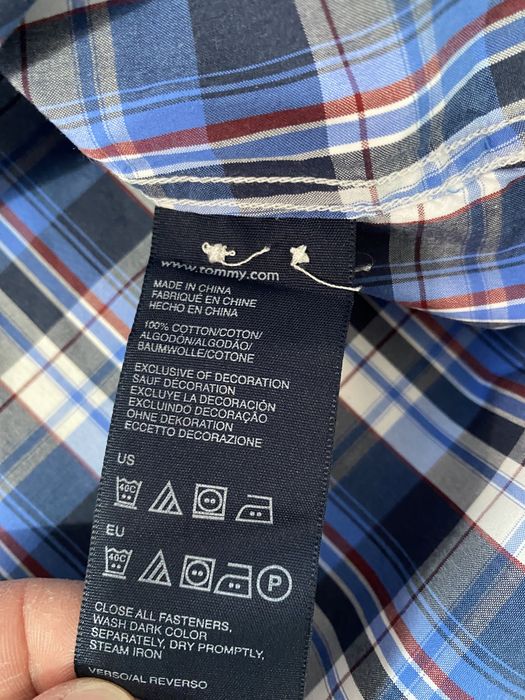 www.tommy.com
MADE IN CHINA
FABRIQUÉ EN CHINE
HECHO EN CHINA
100% COTTON/COTON/
ALGODÓN/ALGODÃO/
BAUMWOLLE/COTONE
EXCLUSIVE OF DECORATION
SAUF DÉCORATION
EXCLUYE LA DECORACIÓN
EXCLUINDO DECORAÇÃO
OHNE DEKORATION
ECCETTO DECORAZIONE
US
40C
EU
40C
P
CLOSE ALL FASTENERS,
WASH DARK COLOR
SEPARATELY, DRY PROMPTLY,
STEAM IRON
VERSO/AL REVERSO